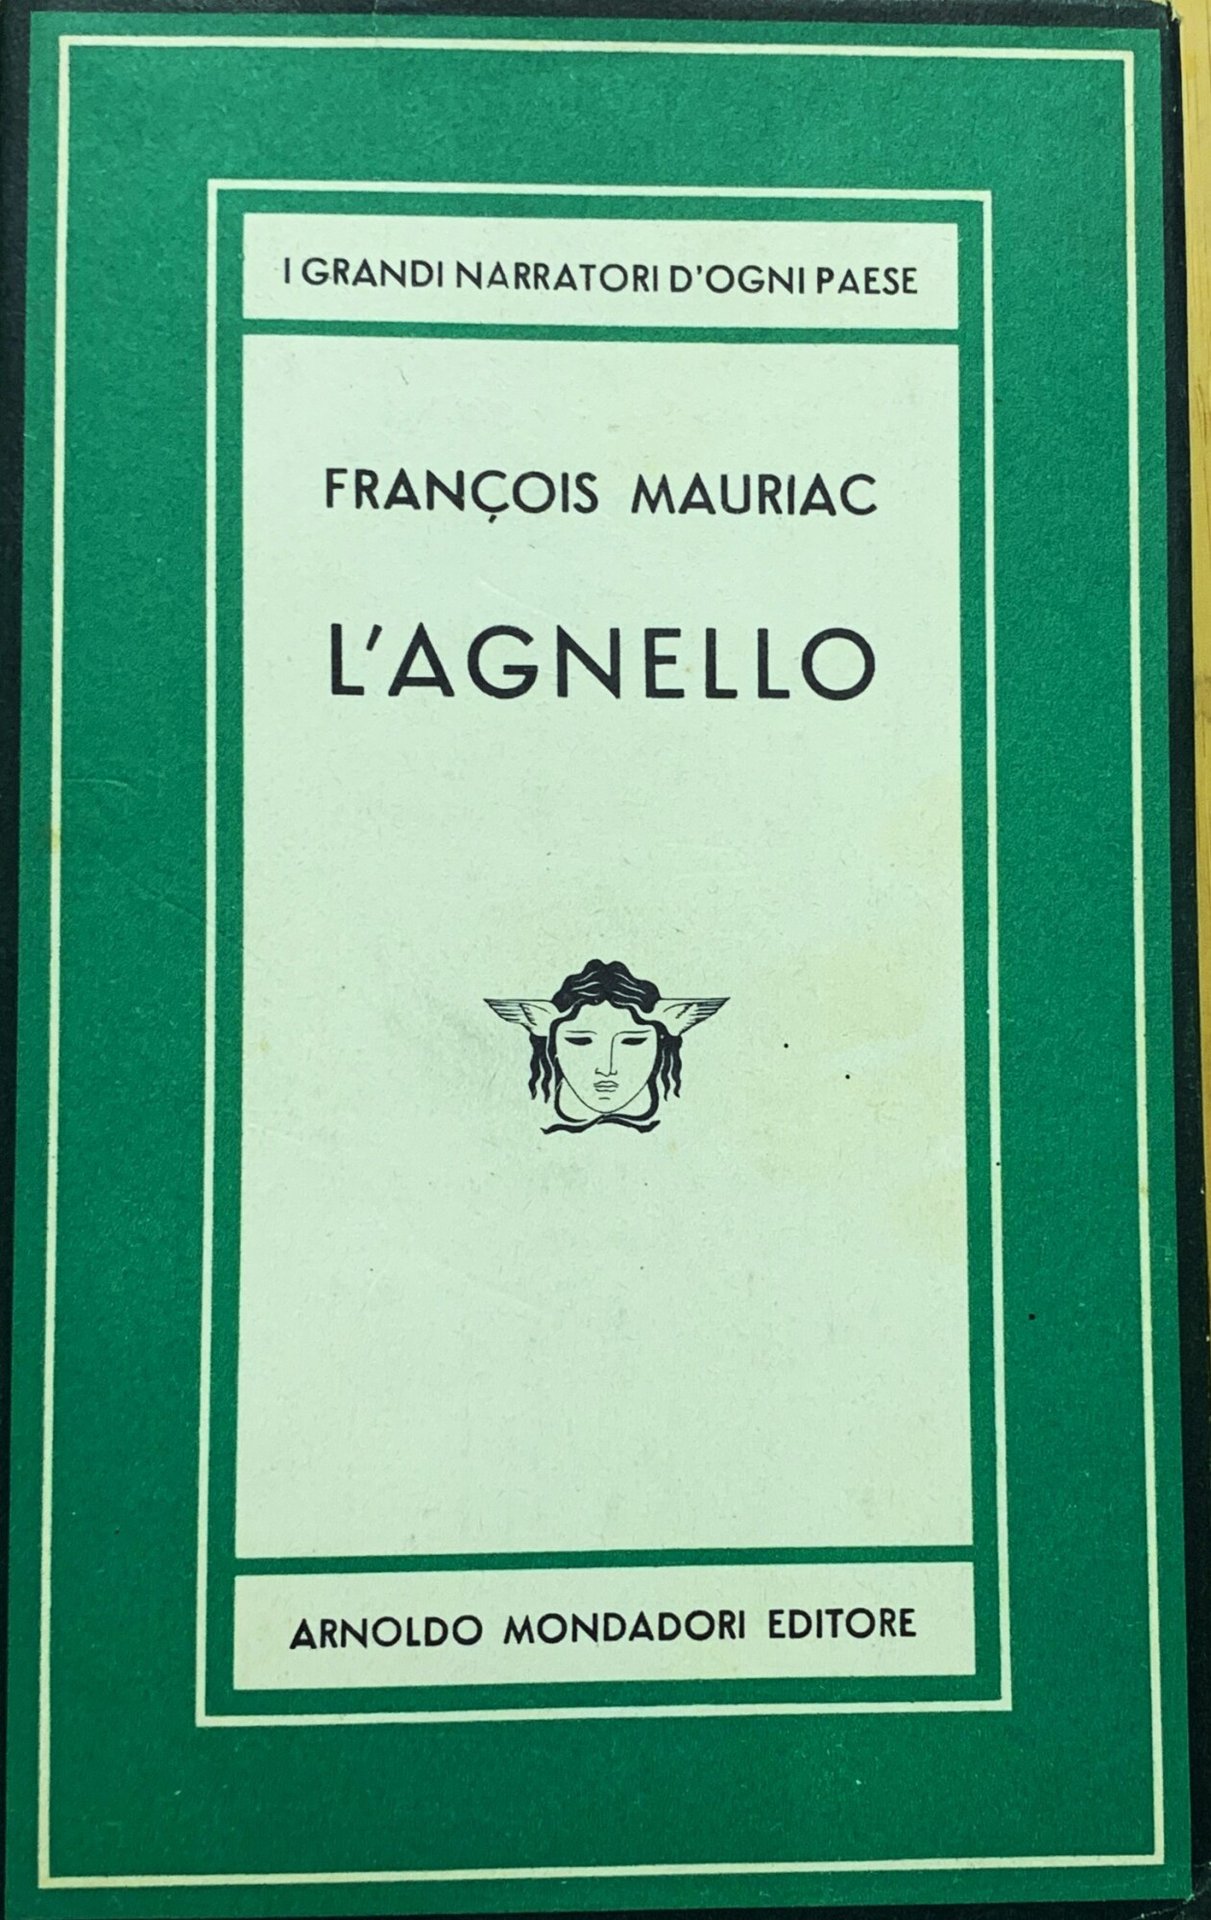 I GRANDI NARRATORI D'OGNI PAESE
FRANÇOIS MAURIAC
L'AGNELLO
ARNOLDO MONDADORI EDITORE